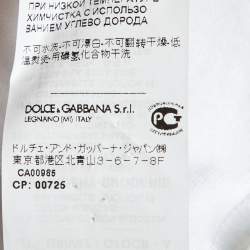 ПРИ НИЗКОЙ ТЕМПЕРАТУРЕ
ХИМЧИСТКА С ИСПОЛЬЗО
ВАНИЕМ УГЛЕВО ДОРОДА
不可水洗-不可漂白-不可翻转干燥-低
温熨烫-用碳氢化合物干洗
DOLCE&GABBANA S.r.l.
LEGNANO (MI) ITALY
ドルチェ・アンド・ガッバーナ・ジャパン㈱
東京都港区北青山3-6-7-8F
CA00985
CP: 00725